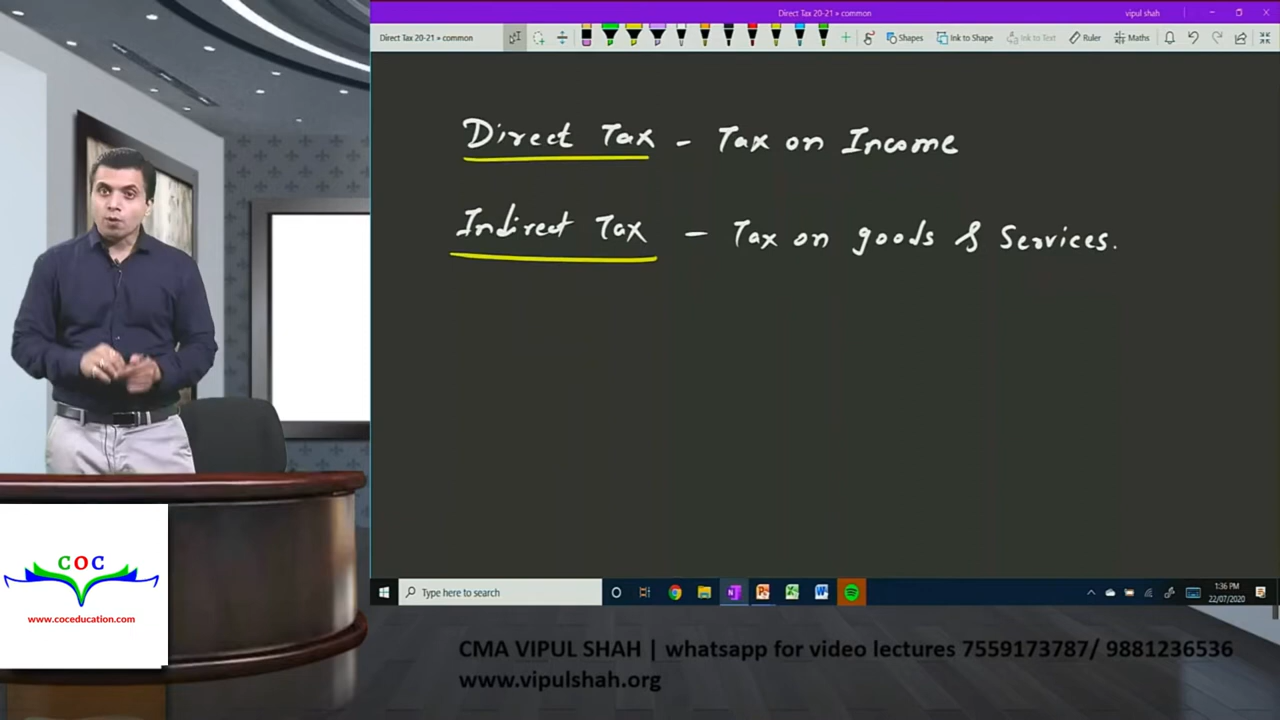 Direct Tax 20-21 » common
vipul shah
Direct Tax 20-21 » common
Shapes
Ink to Shape
Ink to Text
Ruler
Maths
Direct Tax - Tax on Income
Indirect Tax - Tax on goods & Services.
COC
www.coceducation.com
Type here to search
1:36 PM
22/07/2020
CMA VIPUL SHAH | whatsapp for video lectures 7559173787/ 9881236536
www.vipulshah.org